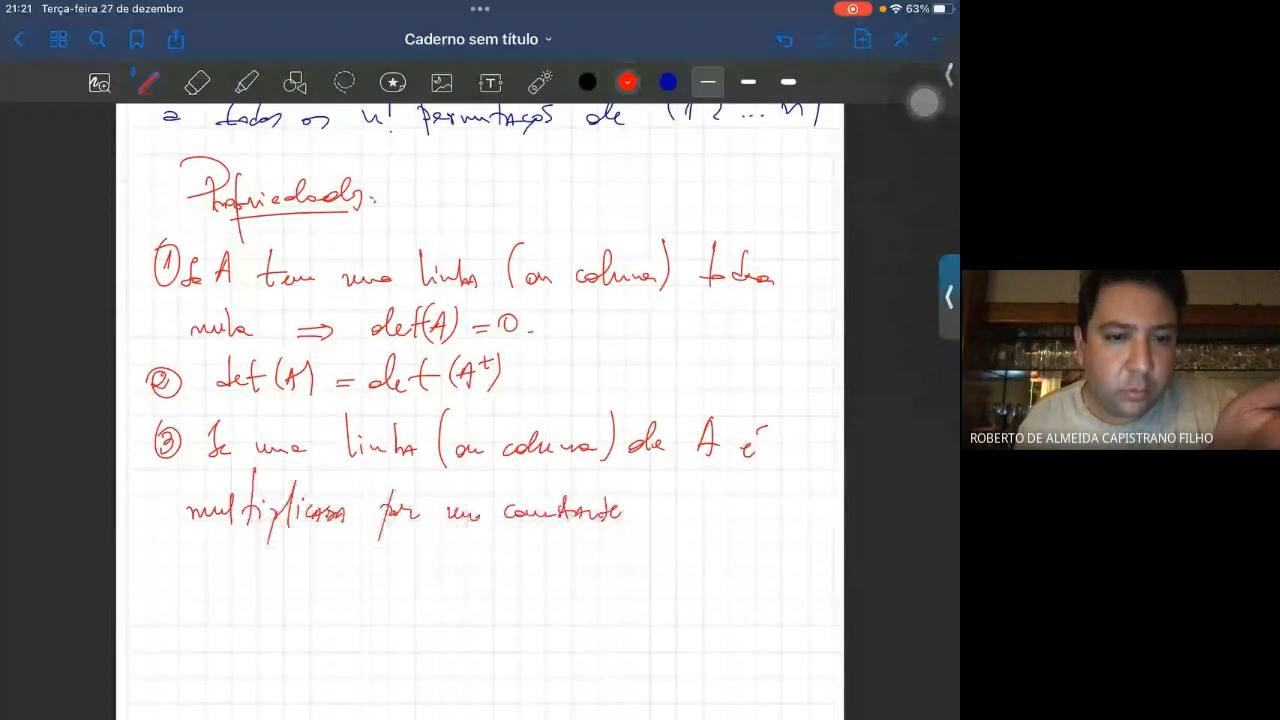 21:21 Terça-feira 27 de dezembro
63%
Caderno sem título
a todos os n! permutações de (1 2 ... n)
Propriedades:
① Se A tem uma linha (ou coluna) toda
nula ⟹ det(A) = 0.
② det(A) = det(A^t)
③ Se uma linha (ou coluna) de A é
multiplicada por uma constante
ROBERTO DE ALMEIDA CAPISTRANO FILHO